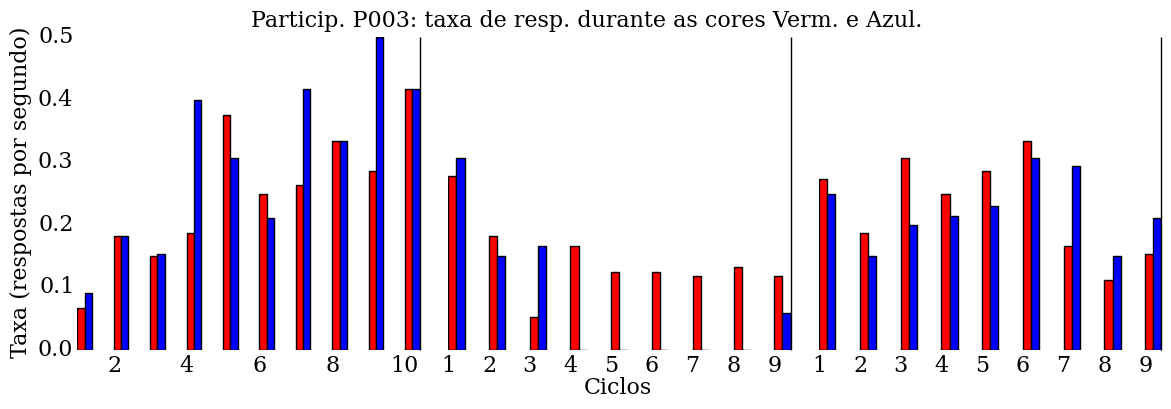 Particip. P003: taxa de resp. durante as cores Verm. e Azul.
Taxa (respostas por segundo)
0.5
0.4
0.3
0.2
0.1
0.0
2 4 6 8 10 1 2 3 4 5 6 7 8 9 1 2 3 4 5 6 7 8 9
Ciclos